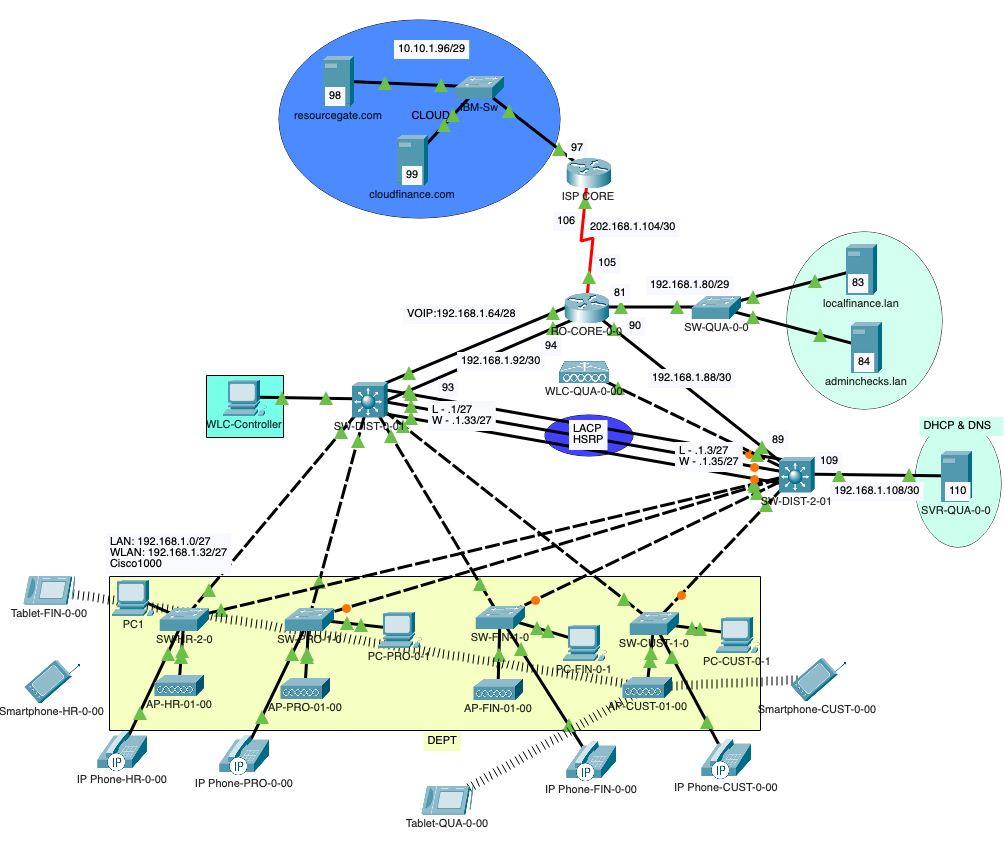 10.10.1.96/29
98
resourcegate.com
IBM-Sw
CLOUD
99
cloudfinance.com
97
ISP CORE
106
202.168.1.104/30
105
81
192.168.1.80/29
83
localfinance.lan
VOIP:192.168.1.64/28
RO-CORE-0-0
90
SW-QUA-0-0
84
adminchecks.lan
94
192.168.1.92/30
WLC-QUA-0-00
192.168.1.88/30
93
WLC-Controller
SW-DIST-0-01
L - .1/27
W - .1.33/27
LACP
HSRP
L - .1.3/27
W - .1.35/27
89
109
SW-DIST-2-01
192.168.1.108/30
DHCP & DNS
110
SVR-QUA-0-0
LAN: 192.168.1.0/27
WLAN: 192.168.1.32/27
Cisco1000
Tablet-FIN-0-00
PC1
SW-HR-2-0
SW-PRO-1-0
PC-PRO-0-1
SW-FIN-1-0
PC-FIN-0-1
SW-CUST-1-0
PC-CUST-0-1
Smartphone-HR-0-00
AP-HR-01-00
AP-PRO-01-00
AP-FIN-01-00
AP-CUST-01-00
Smartphone-CUST-0-00
DEPT
IP
IP Phone-HR-0-00
IP
IP Phone-PRO-0-00
IP
IP Phone-FIN-0-00
IP
IP Phone-CUST-0-00
Tablet-QUA-0-00